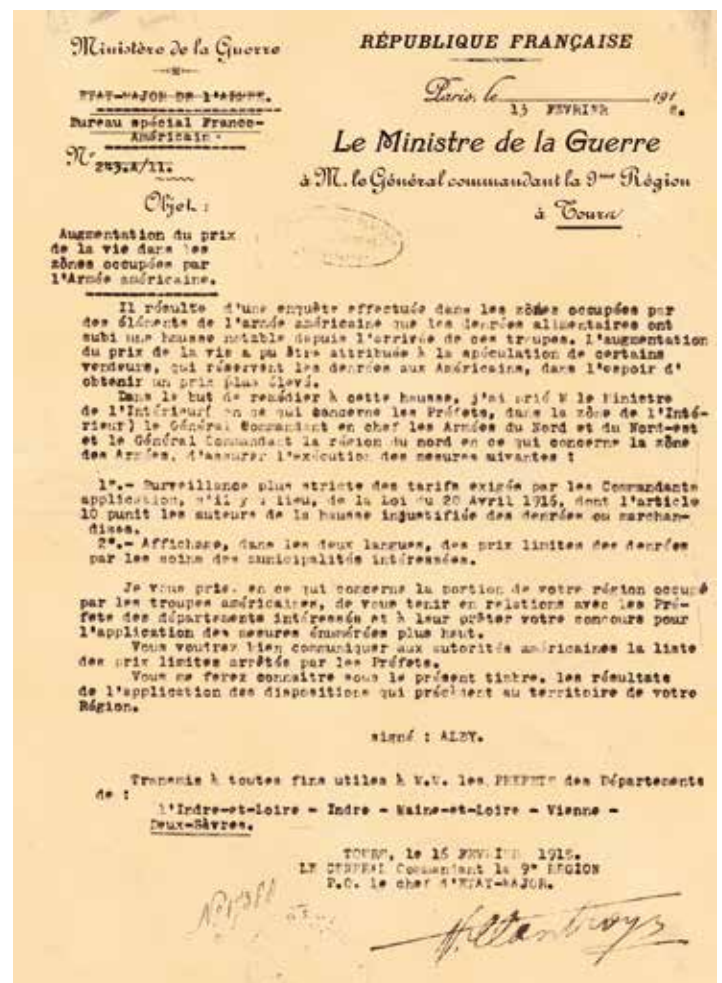 Ministère de la Guerre
RÉPUBLIQUE FRANÇAISE
ETAT-MAJOR DE L'ARMEE.
Paris, le 13 FEVRIER 1918.
Bureau spécial Franco-
Américain.
Le Ministre de la Guerre
N° 243.A/11.
à M. le Général commandant la 9me Région
Objet :
à Tours
Augmentation du prix
de la vie dans les
zônes occupées par
l'Armée américaine.
Il résulte d'une enquête effectuée dans les zônes occupées par
des éléments de l'armée américaine que les denrées alimentaires ont
subi une hausse notable depuis l'arrivée de ces troupes. l'augmentation
du prix de la vie a pu être attribuée à la spéculation de certains
vendeurs, qui réservent les denrées aux Américains, dans l'espoir d'
obtenir un prix plus élevé.
Dans le but de remédier à cette hausse, j'ai prié M le Ministre
de l'Intérieur( en ce qui concerne les Préfets, dans la zône de l'Inté-
rieur) le Général Commandant en chef les Armées du Nord et du Nord-est
et le Général Commandant la région du nord en ce qui concerne la zône
des Armées, d'assurer l'exécution des mesures suivantes :
1°.- Surveillance plus stricte des tarifs exigés par les Commandants
application, s'il y a lieu, de la Loi du 20 Avril 1916, dont l'article
10 punit les auteurs de la hausse injustifiée des denrées ou marchan-
dises.
2°.- Affichage, dans les deux langues, des prix limites des denrées
par les soins des municipalités intéressées.
Je vous prie, en ce qui concerne la portion de votre région occupé
par les troupes américaines, de vous tenir en relations avec les Pré-
fets des départements intéressés et à leur prêter votre concours pour
l'application des mesures énumérées plus haut.
Vous voudrez bien communiquer aux autorités américaines la liste
des prix limites arrêtés par les Préfets.
Vous me ferez connaitre sous le présent timbre, les résultats
de l'application des dispositions qui précèdent au territoire de votre
Région.
signé : ALBY.
Transmis à toutes fins utiles à M.M. les PREFETS des Départements
de :
l'Indre-et-Loire - Indre - Maine-et-Loire - Vienne -
Deux-Sèvres.
TOURS, le 16 FEVRIER 1918.
LE GENERAL Commandant la 9° REGION
P.O. le chef d'ETAT-MAJOR.